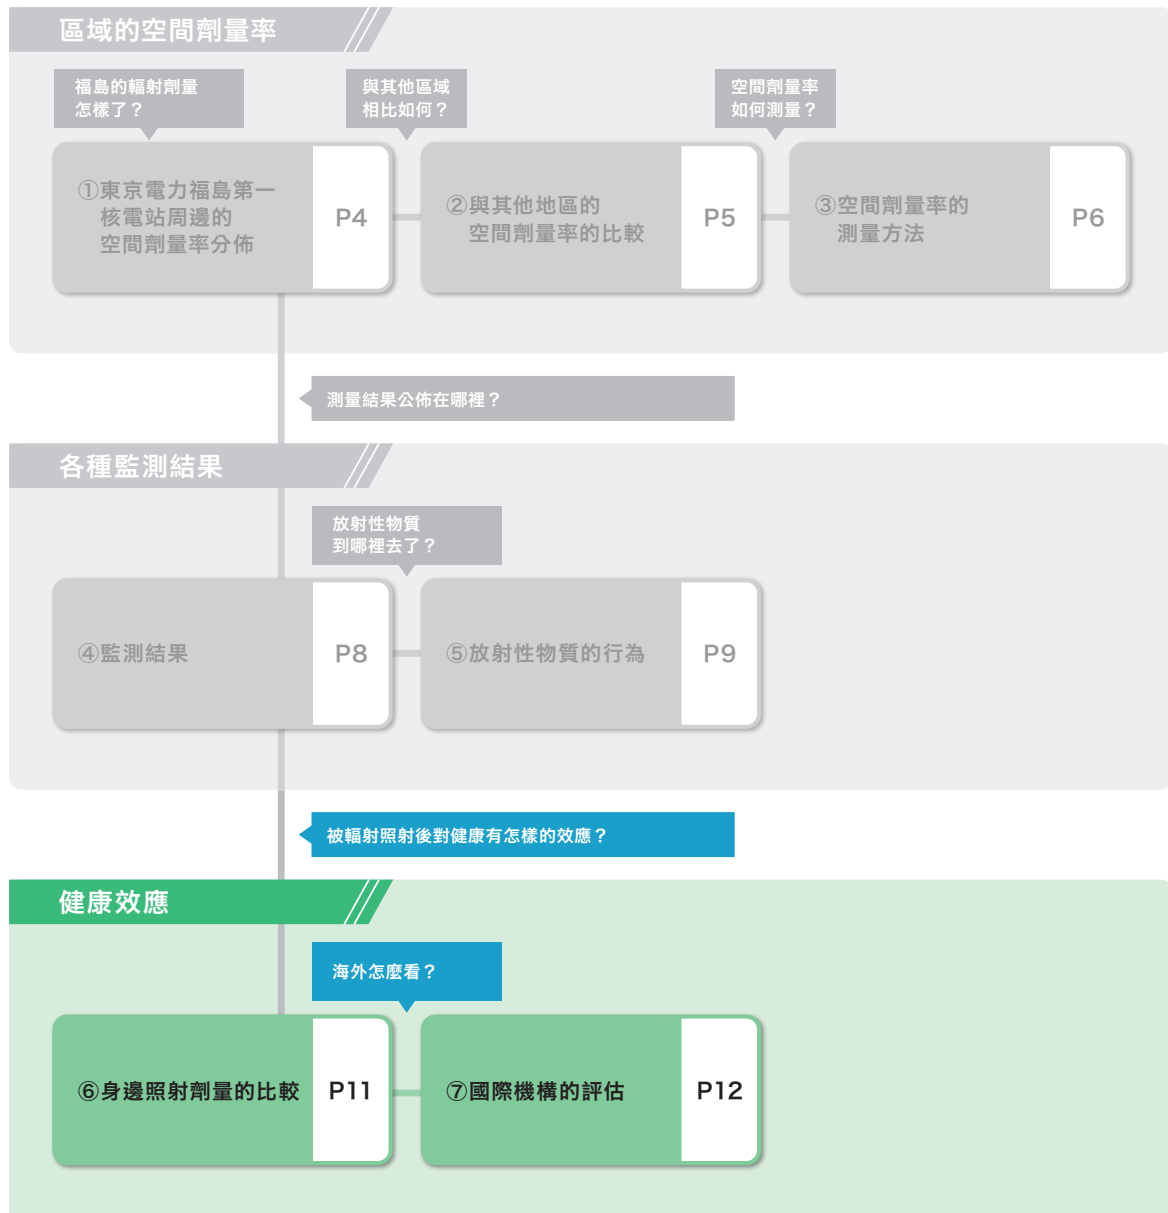 區域的空間劑量率
福島的輻射劑量
怎樣了？
與其他區域
相比如何？
空間劑量率
如何測量？
①東京電力福島第一
核電站周邊的
空間劑量率分佈
P4
②與其他地區的
空間劑量率的比較
P5
③空間劑量率的
測量方法
P6
測量結果公佈在哪裡？
各種監測結果
放射性物質
到哪裡去了？
④監測結果
P8
⑤放射性物質的行為
P9
被輻射照射後對健康有怎樣的效應？
健康效應
海外怎麼看？
⑥身邊照射劑量的比較
P11
⑦國際機構的評估
P12